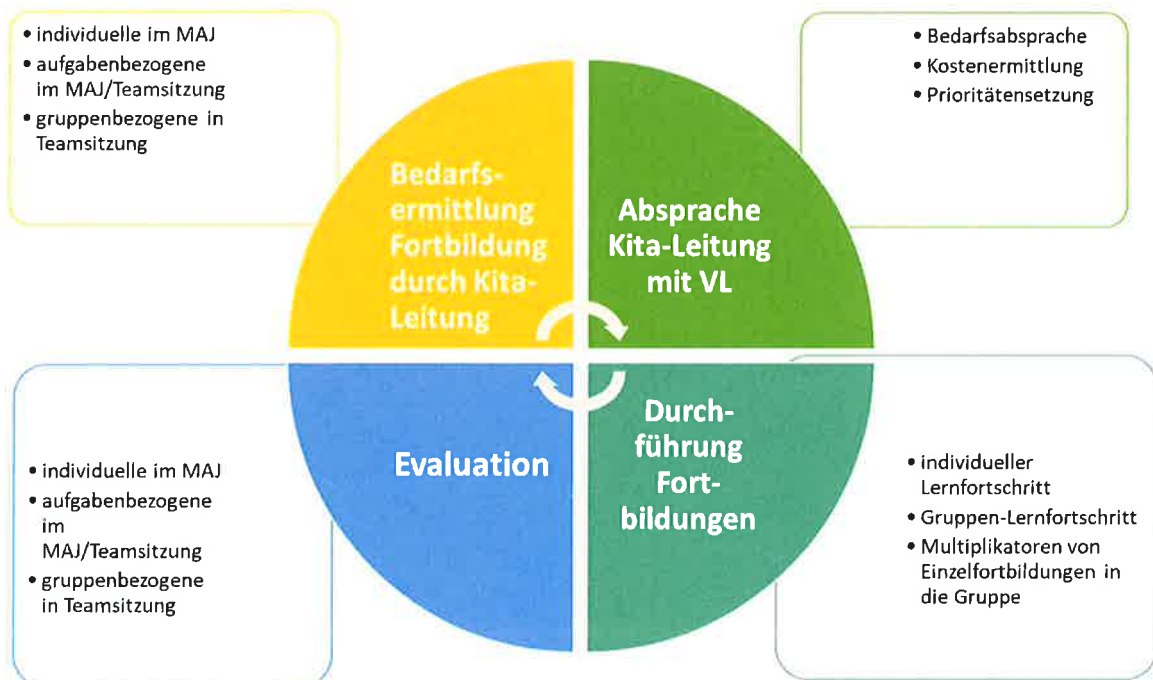 • individuelle im MAJ
• aufgabenbezogene
im MAJ/Teamsitzung
• gruppenbezogene in
Teamsitzung
Bedarfs-
ermittlung
Fortbildung
durch Kita-
Leitung
Absprache
Kita-Leitung
mit VL
• Bedarfsabsprache
• Kostenermittlung
• Prioritätensetzung
• individuelle im MAJ
• aufgabenbezogene
im
MAJ/Teamsitzung
• gruppenbezogene
in Teamsitzung
Evaluation
Durch-
führung
Fort-
bildungen
• individueller
Lernfortschritt
• Gruppen-Lernfortschritt
• Multiplikatoren von
Einzelfortbildungen in
die Gruppe